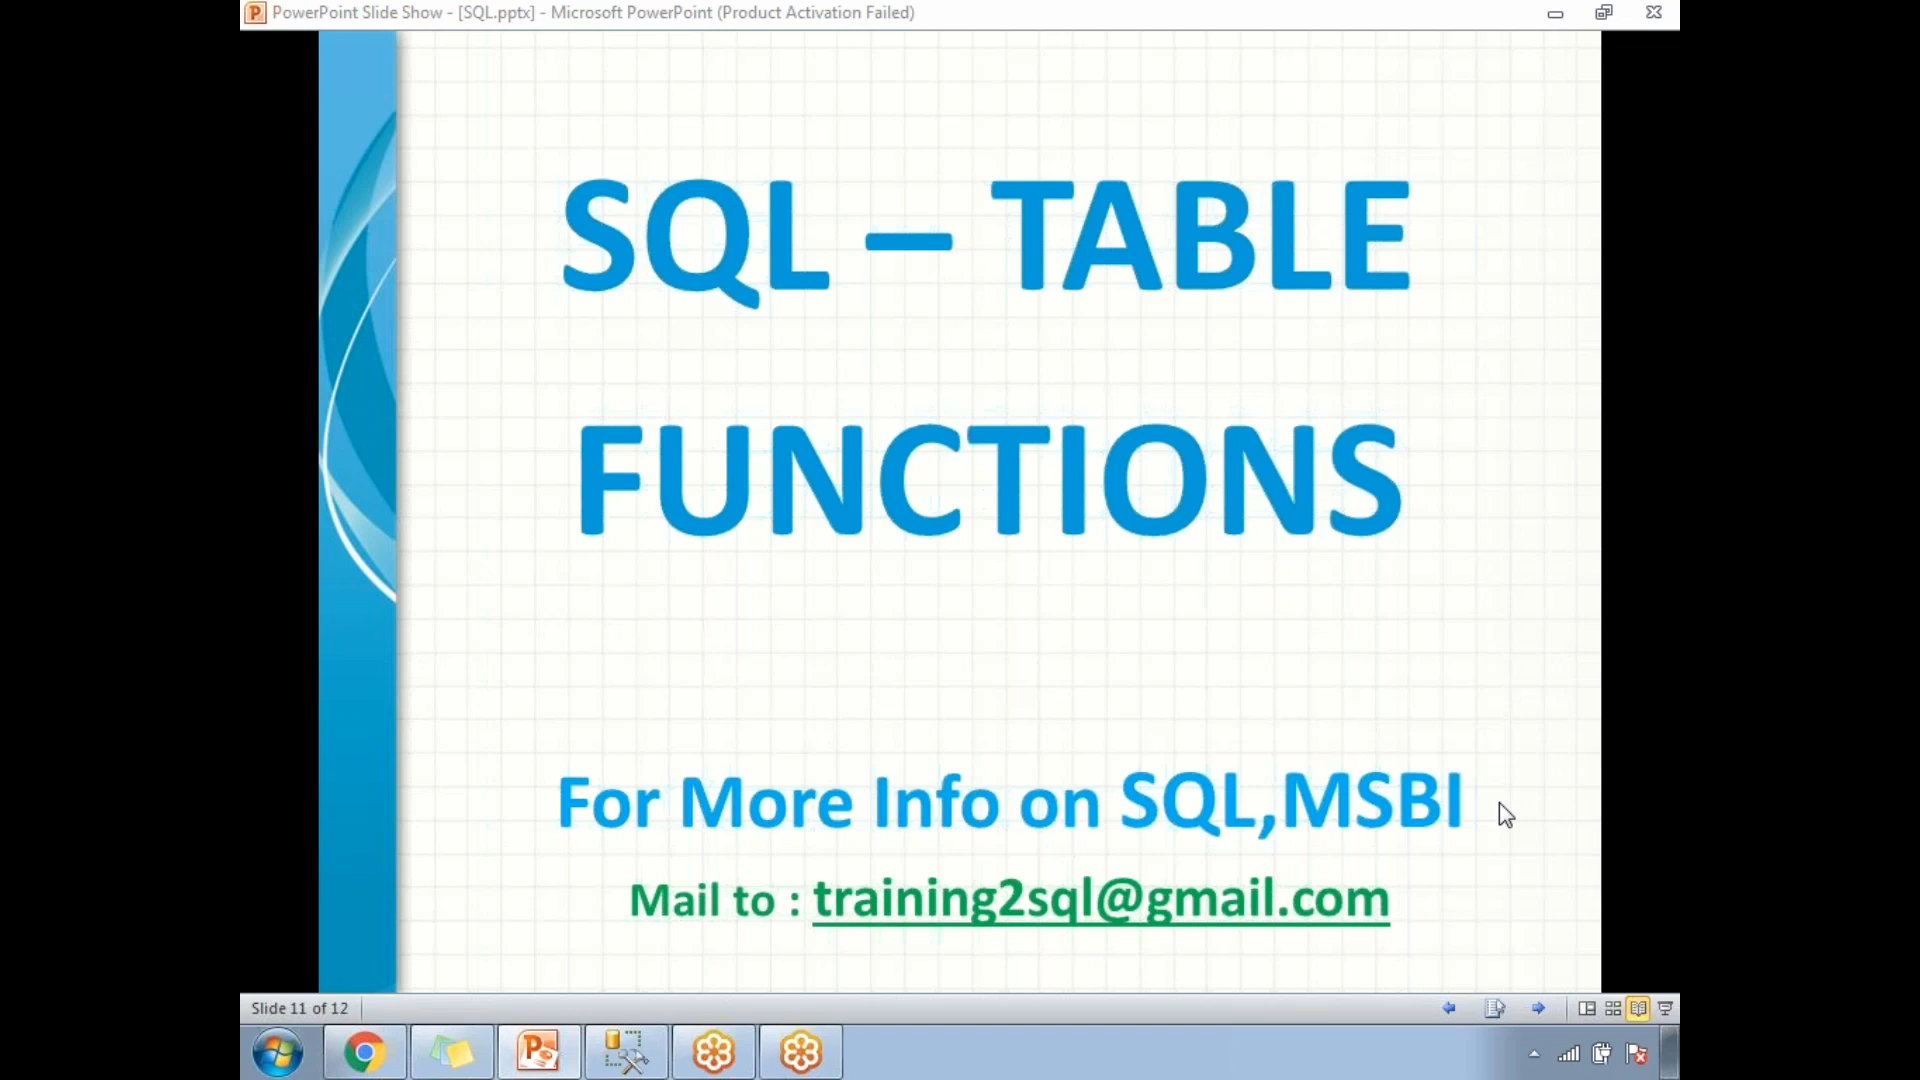 PowerPoint Slide Show - [SQL.pptx] - Microsoft PowerPoint (Product Activation Failed)
SQL – TABLE
FUNCTIONS
For More Info on SQL,MSBI
Mail to : training2sql@gmail.com
Slide 11 of 12